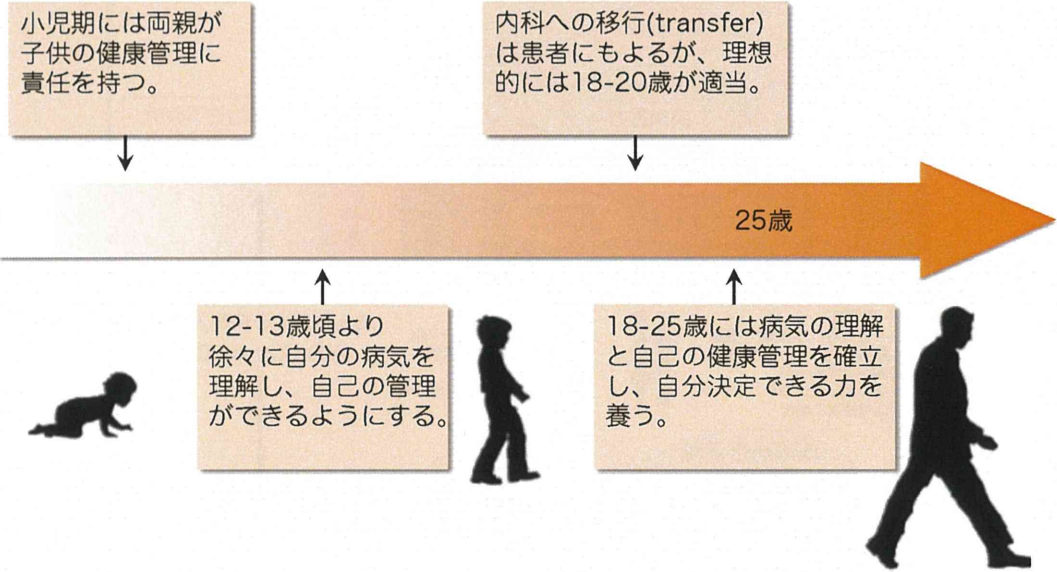 小児期には両親が
子供の健康管理に
責任を持つ。
内科への移行(transfer)
は患者にもよるが、理想
的には18-20歳が適当。
25歳
12-13歳頃より
徐々に自分の病気を
理解し、自己の管理
ができるようにする。
18-25歳には病気の理解
と自己の健康管理を確立
し、自分決定できる力を
養う。